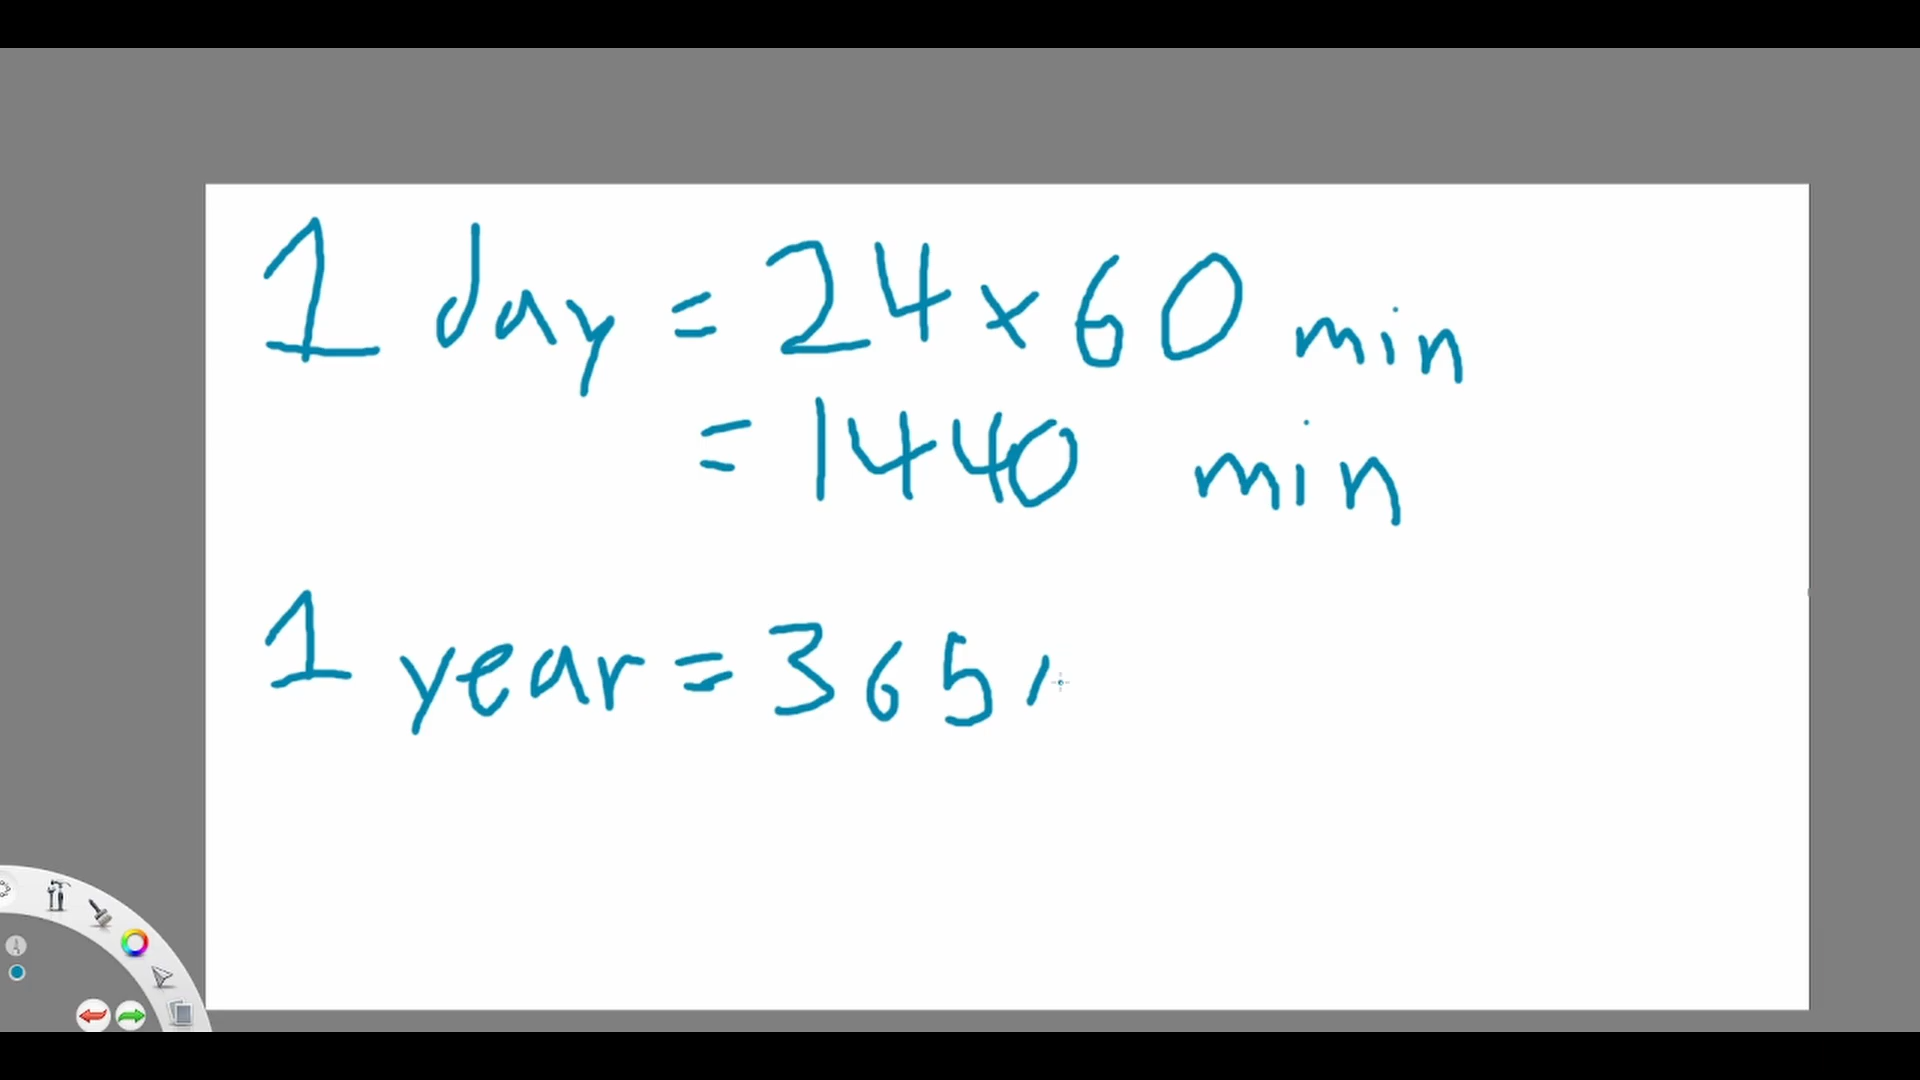 1 day = 24 x 60 min
= 1440 min
1 year = 365